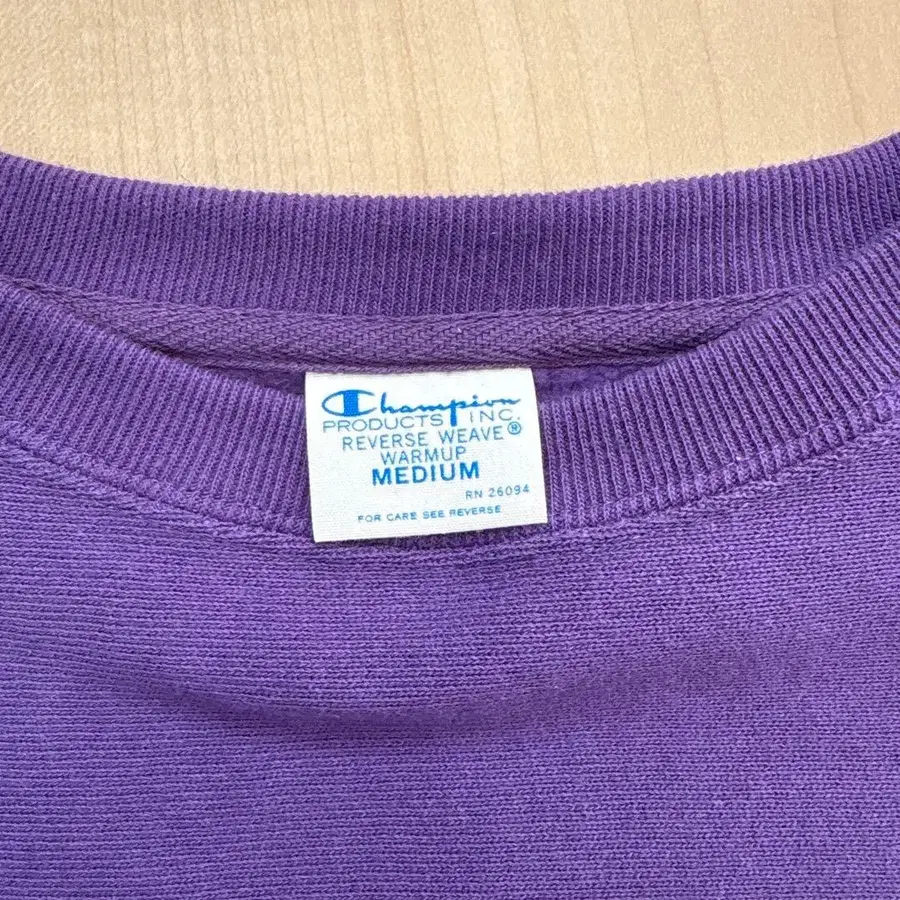 Champion
PRODUCTS INC.
REVERSE WEAVE®
WARMUP
MEDIUM
RN 26094
FOR CARE SEE REVERSE